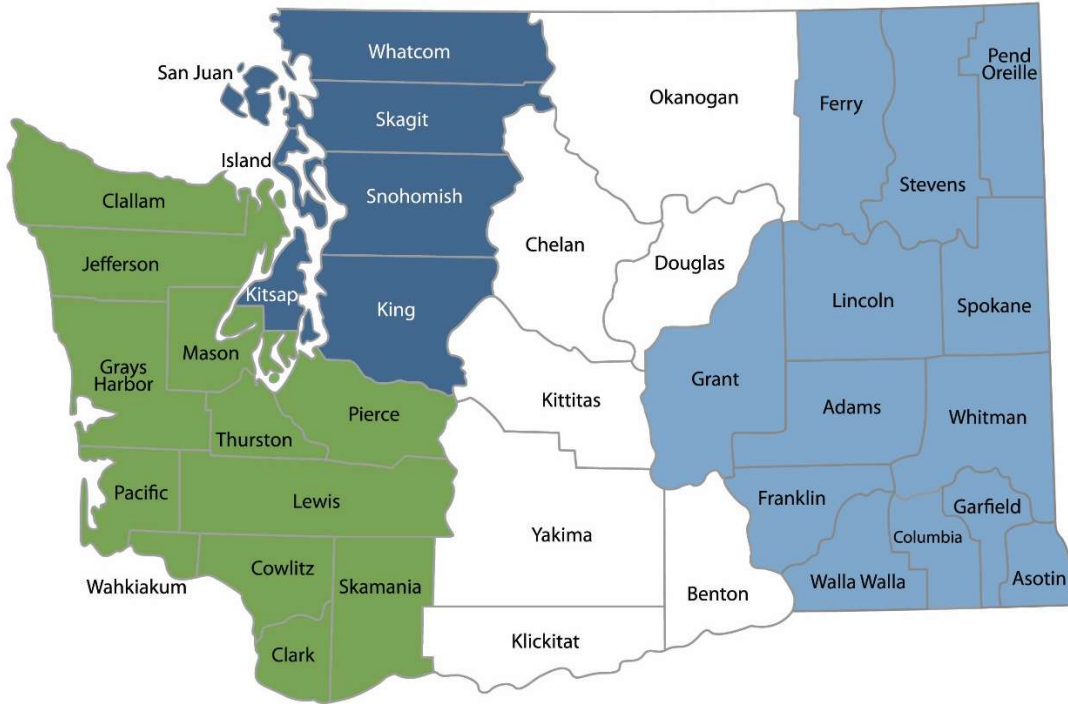 Whatcom
San Juan
Skagit
Island
Snohomish
Okanogan
Ferry
Pend
Oreille
Stevens
Clallam
Jefferson
Kitsap
King
Chelan
Douglas
Lincoln
Spokane
Mason
Grays
Harbor
Thurston
Pierce
Kittitas
Grant
Adams
Whitman
Pacific
Lewis
Yakima
Franklin
Garfield
Columbia
Wahkiakum
Cowlitz
Skamania
Benton
Walla Walla
Asotin
Clark
Klickitat